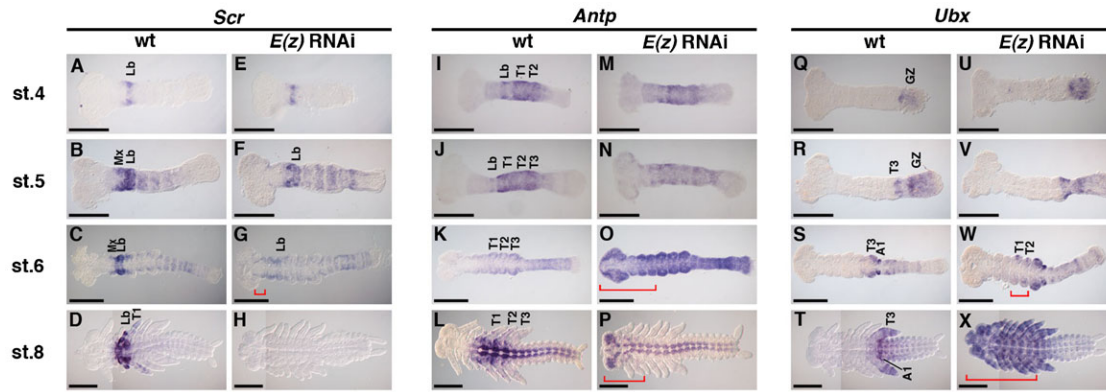 Scr Antp Ubx
wt E(z) RNAi wt E(z) RNAi wt E(z) RNAi
st.4 A Lb E I Lb T1 T2 M Q GZ U
st.5 B Mx Lb F Lb J Lb T1 T2 T3 N R T3 GZ V
st.6 C Mx Lb G Lb K T1 T2 T3 O S T3 A1 W T1 T2
st.8 D Lb T1 H L T1 T2 T3 P T T3 A1 X